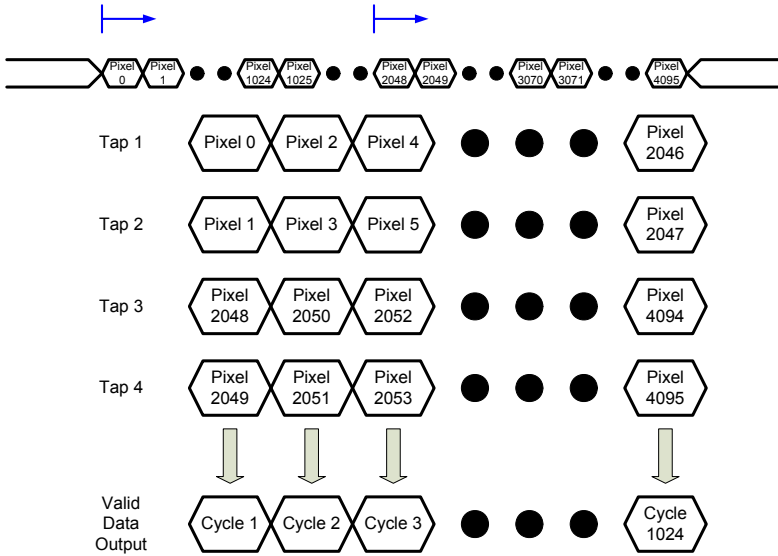 Pixel 0 Pixel 1 Pixel 1024 Pixel 1025 Pixel 2048 Pixel 2049 Pixel 3070 Pixel 3071 Pixel 4095
Tap 1 Pixel 0 Pixel 2 Pixel 4 Pixel 2046
Tap 2 Pixel 1 Pixel 3 Pixel 5 Pixel 2047
Tap 3 Pixel 2048 Pixel 2050 Pixel 2052 Pixel 4094
Tap 4 Pixel 2049 Pixel 2051 Pixel 2053 Pixel 4095
Valid Data Output Cycle 1 Cycle 2 Cycle 3 Cycle 1024